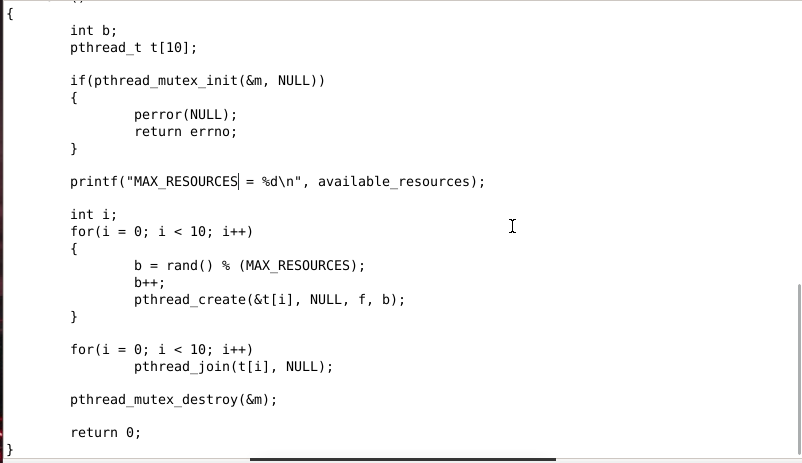 {
int b;
pthread_t t[10];
if(pthread_mutex_init(&m, NULL))
{
perror(NULL);
return errno;
}
printf("MAX_RESOURCES = %d\n", available_resources);
int i;
for(i = 0; i < 10; i++)
{
b = rand() % (MAX_RESOURCES);
b++;
pthread_create(&t[i], NULL, f, b);
}
for(i = 0; i < 10; i++)
pthread_join(t[i], NULL);
pthread_mutex_destroy(&m);
return 0;
}